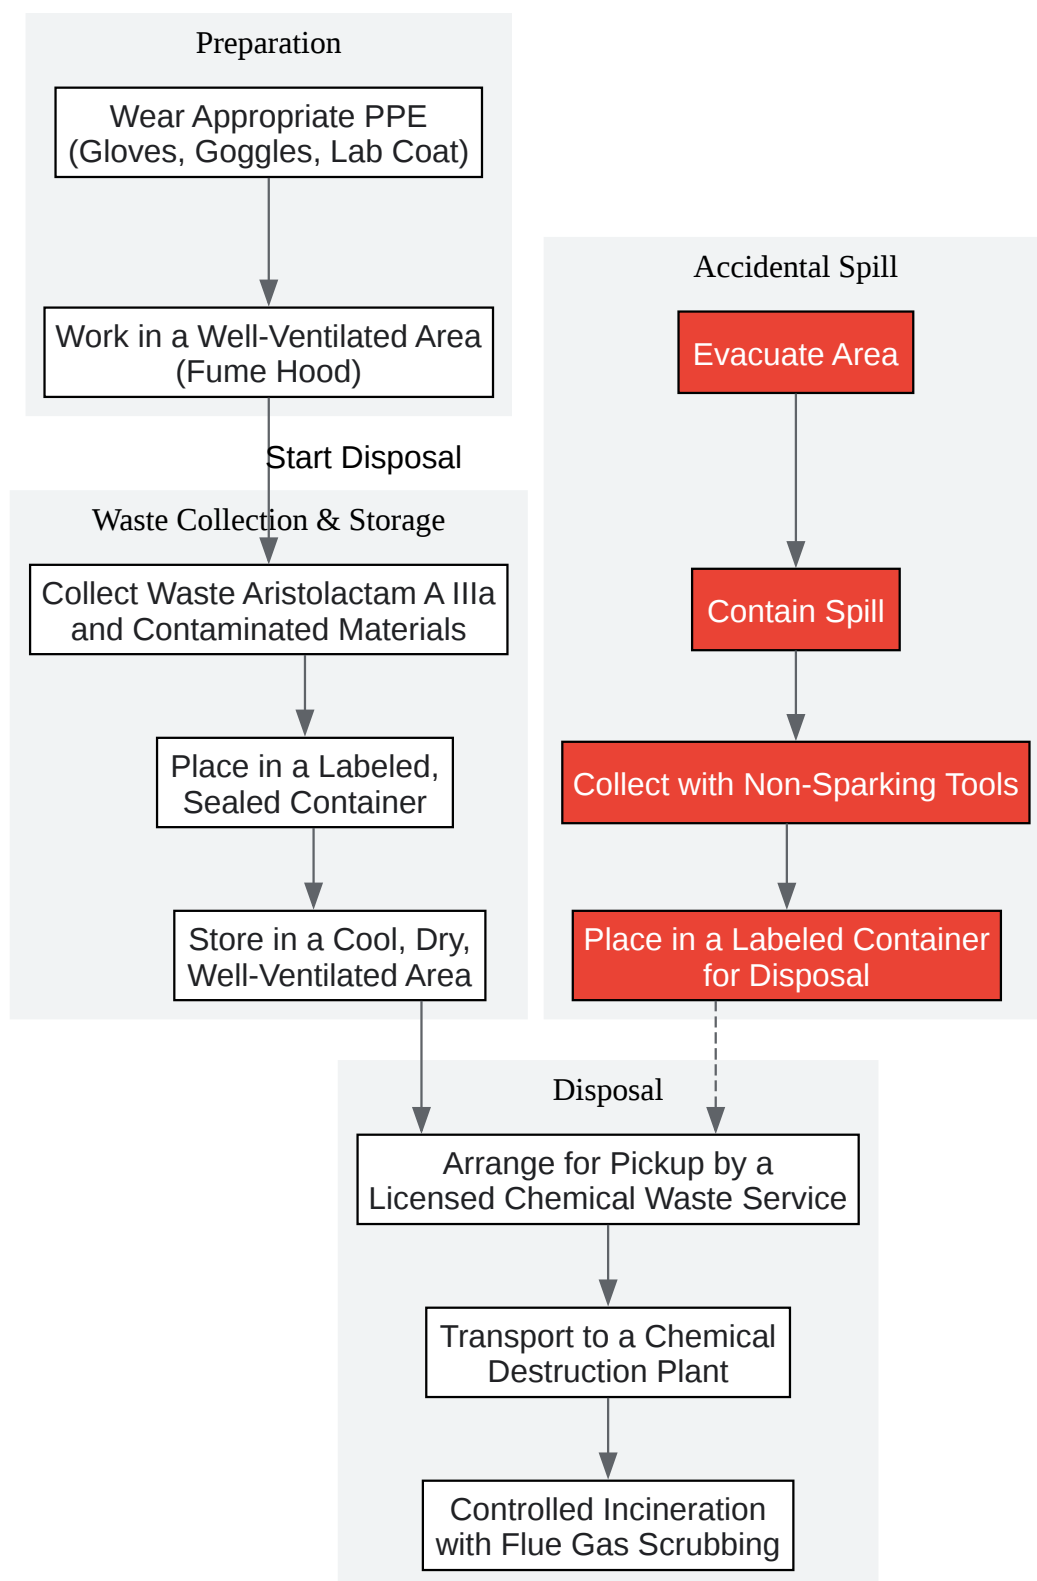 Preparation
Wear Appropriate PPE
(Gloves, Goggles, Lab Coat)
Work in a Well-Ventilated Area
(Fume Hood)
Start Disposal
Waste Collection & Storage
Collect Waste Aristolactam A IIIa
and Contaminated Materials
Place in a Labeled,
Sealed Container
Store in a Cool, Dry,
Well-Ventilated Area
Accidental Spill
Evacuate Area
Contain Spill
Collect with Non-Sparking Tools
Place in a Labeled Container
for Disposal
Disposal
Arrange for Pickup by a
Licensed Chemical Waste Service
Transport to a Chemical
Destruction Plant
Controlled Incineration
with Flue Gas Scrubbing